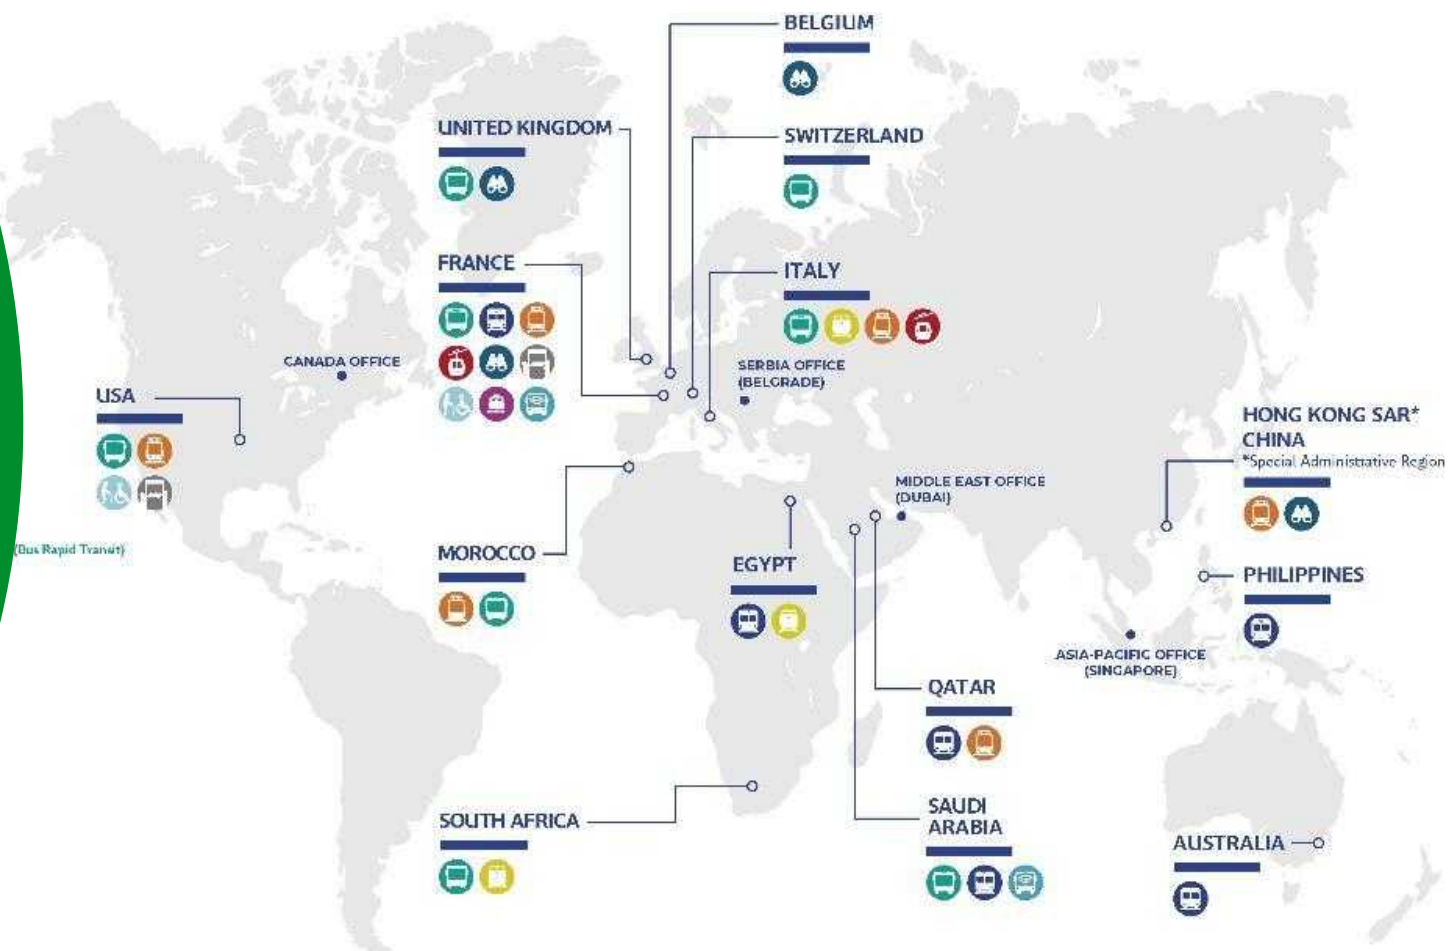 BELGIUM
UNITED KINGDOM
SWITZERLAND
FRANCE
ITALY
CANADA OFFICE
SERBIA OFFICE
(BELGRADE)
USA
HONG KONG SAR*
CHINA
*Special Administrative Region
MIDDLE EAST OFFICE
(DUBAI)
(Bus Rapid Transit)
MOROCCO
EGYPT
PHILIPPINES
ASIA-PACIFIC OFFICE
(SINGAPORE)
QATAR
SOUTH AFRICA
SAUDI
ARABIA
AUSTRALIA